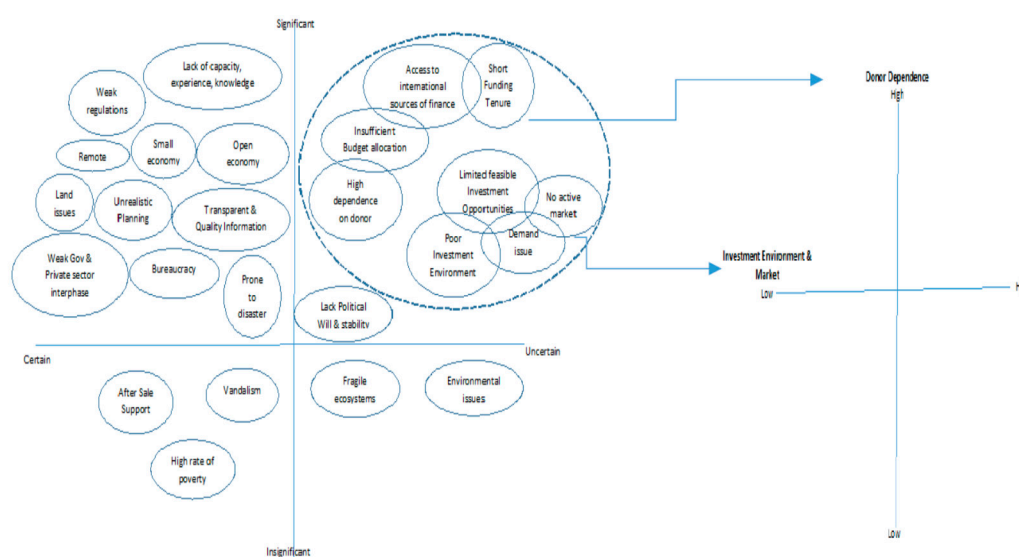 Significant
Lack of capacity,
experience, knowledge
Weak
regulations
Remote
Small
economy
Open
economy
Land
issues
Unrealistic
Planning
Transparent &
Quality Information
Weak Gov &
Private sector
interphase
Bureaucracy
Prone
to
disaster
Access to
international
sources of finance
Short
Funding
Tenure
Insufficient
Budget allocation
High
dependence
on donor
Limited feasible
Investment
Opportunities
No active
market
Poor
Investment
Environment
Demand
issue
Lack Political
Will & stability
Certain
Uncertain
After Sale
Support
Vandalism
Fragile
ecosystems
Environmental
issues
High rate of
poverty
Insignificant
Donor Dependence
High
Investment Environment &
Market
Low
H
Low